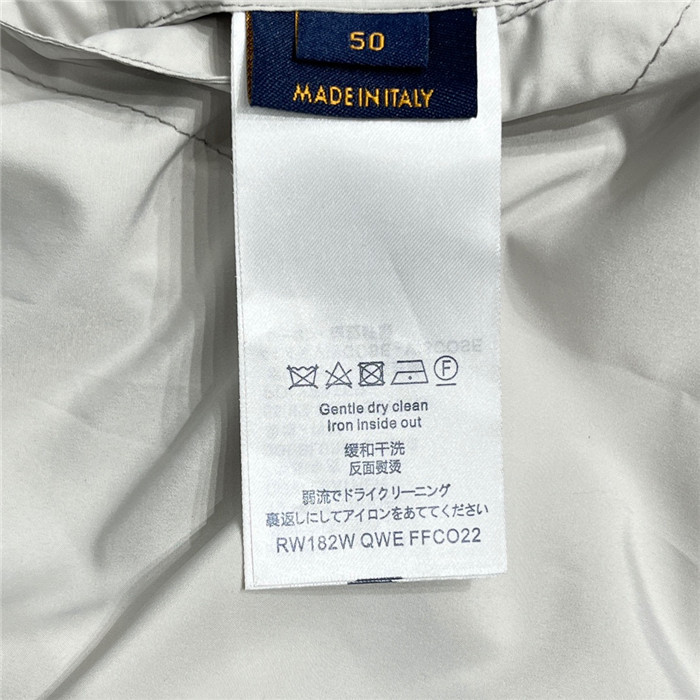 50
MADE IN ITALY
F
Gentle dry clean
Iron inside out
缓和干洗
反面熨烫
弱流でドライクリーニング
裏返しにしてアイロンをあててください
RW182W QWE FFCO22